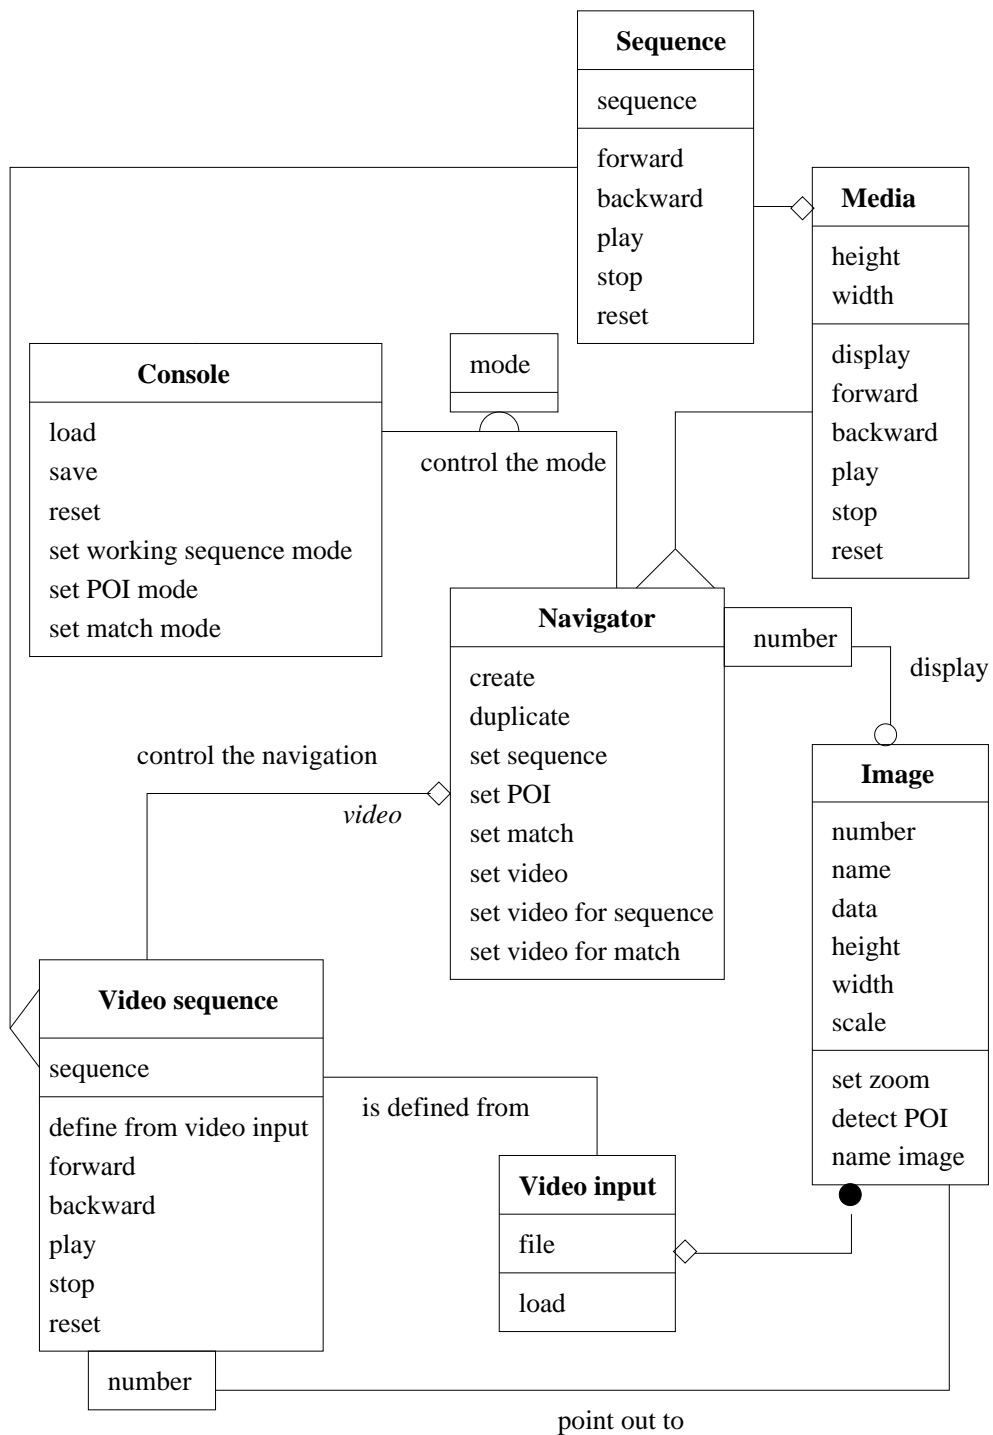 Sequence
sequence
forward
backward
play
stop
reset
Media
height
width
display
forward
backward
play
stop
reset
Console
load
save
reset
set working sequence mode
set POI mode
set match mode
mode
control the mode
Navigator
create
duplicate
set sequence
set POI
set match
set video
set video for sequence
set video for match
number
display
control the navigation
video
Image
number
name
data
height
width
scale
set zoom
detect POI
name image
Video sequence
sequence
define from video input
forward
backward
play
stop
reset
is defined from
Video input
file
load
number
point out to